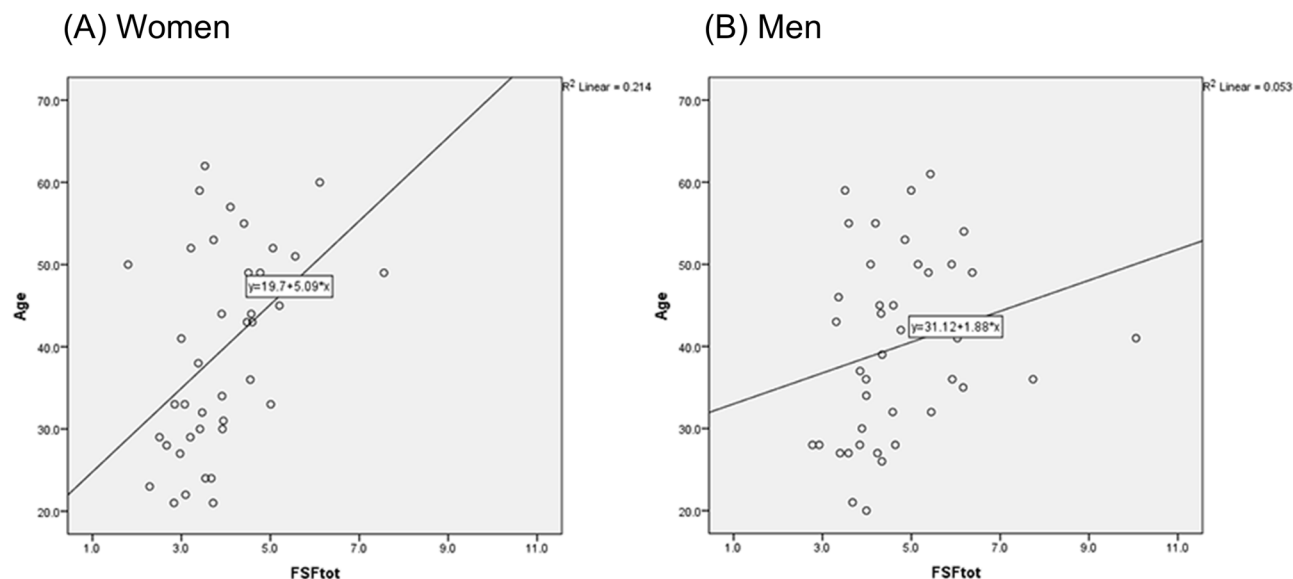 (A) Women
(B) Men
R² Linear = 0.214
70.0
60.0
50.0
40.0
30.0
20.0
Age
y=19.7+5.09*x
1.0 3.0 5.0 7.0 9.0 11.0
FSFtot
R² Linear = 0.053
70.0
60.0
50.0
40.0
30.0
20.0
Age
y=31.12+1.88*x
1.0 3.0 5.0 7.0 9.0 11.0
FSFtot